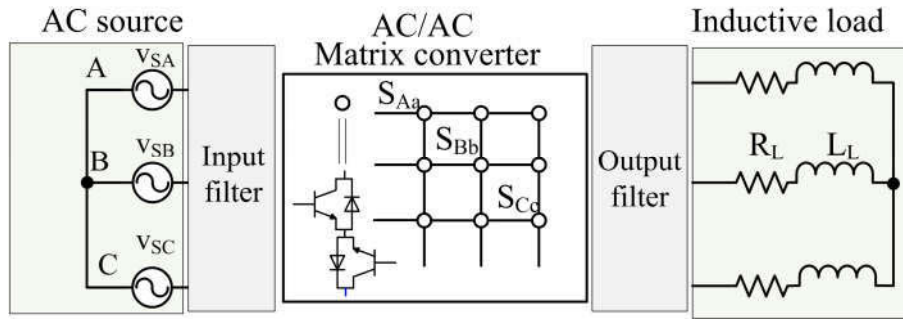 AC source
AC/AC
Matrix converter
Inductive load
A
vSA
B
vSB
C
vSC
Input
filter
SAa
SBb
SCc
Output
filter
RL
LL